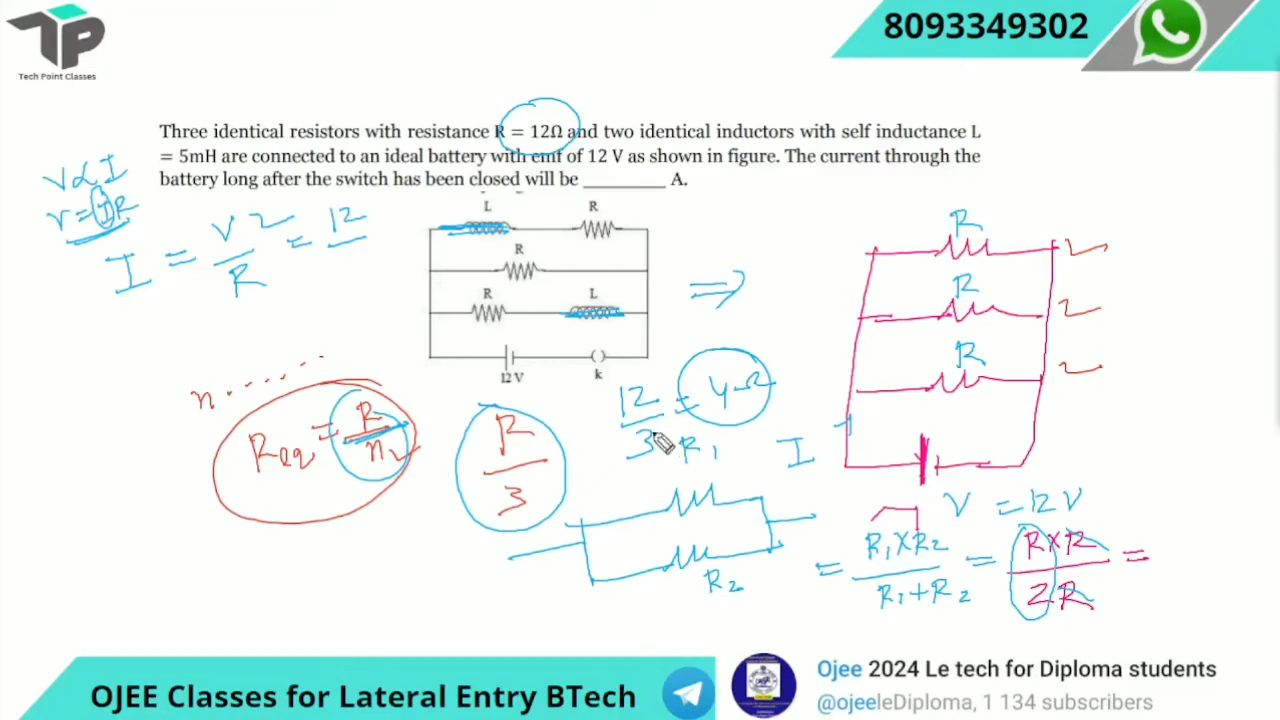 TP
Tech Point Classes
8093349302
Three identical resistors with resistance R = 12Ω and two identical inductors with self inductance L
= 5mH are connected to an ideal battery with emf of 12 V as shown in figure. The current through the
battery long after the switch has been closed will be _________ A.
V∝I
V=IR
I = V/R = 12
L R
R
R L
12 V k
⇒
R
R
R
I
V = 12V
n......
Req = R/n
R/3
12/3 = 4Ω
R1
R2
= R1×R2/R1+R2 = R×R/2R =
OJEE Classes for Lateral Entry BTech
Ojee 2024 Le tech for Diploma students
@ojeeleDiploma, 1 134 subscribers